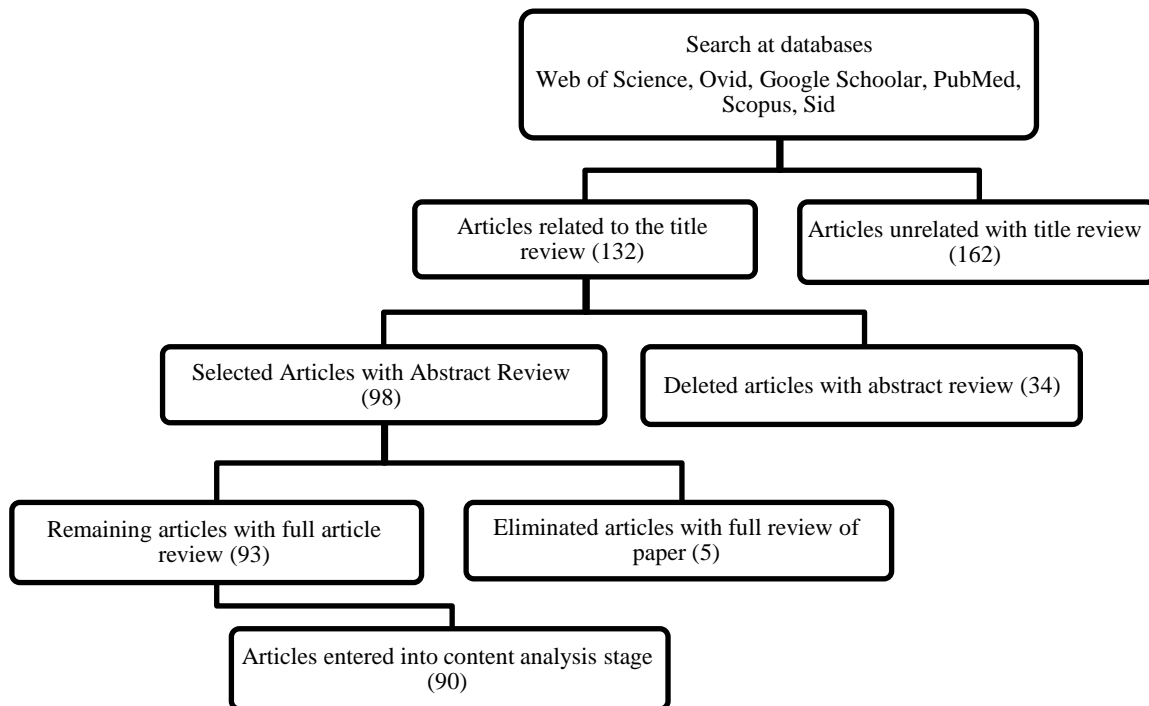 Search at databases
Web of Science, Ovid, Google Schoolar, PubMed,
Scopus, Sid
Articles related to the title
review (132)
Articles unrelated with title review
(162)
Selected Articles with Abstract Review
(98)
Deleted articles with abstract review (34)
Remaining articles with full article
review (93)
Eliminated articles with full review of
paper (5)
Articles entered into content analysis stage
(90)